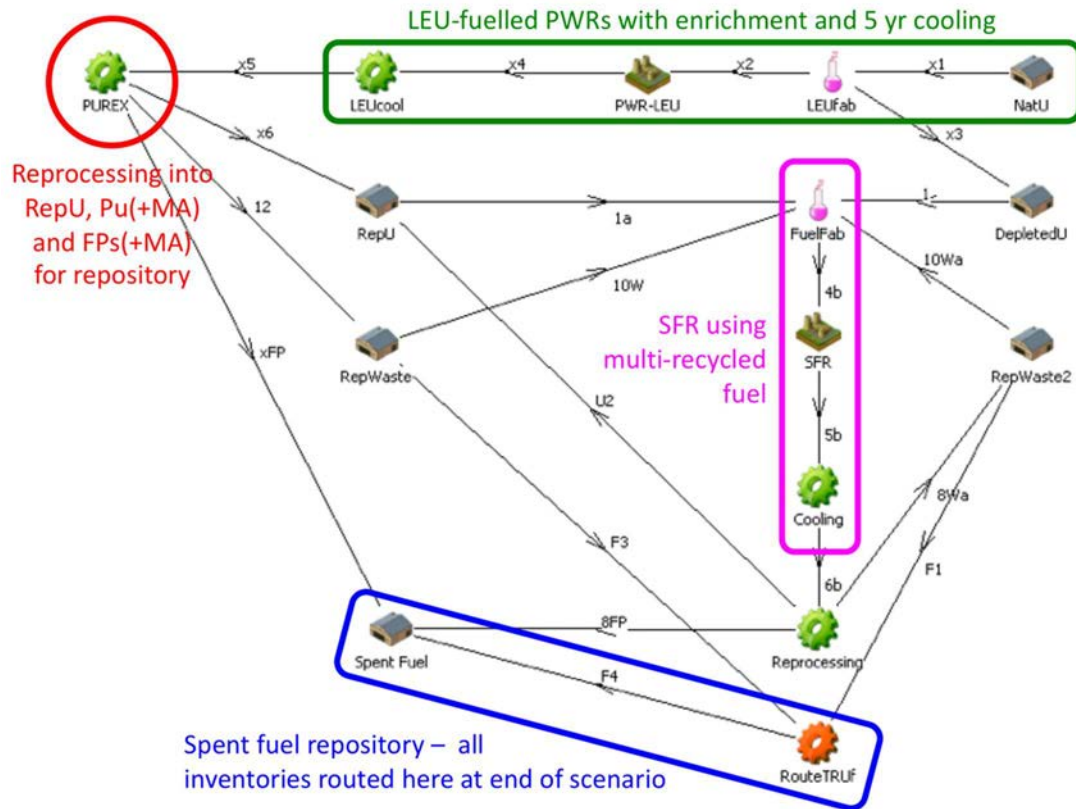 LEU-fuelled PWRs with enrichment and 5 yr cooling
x5
x4
x2
x1
PUREX
LEUcool
PWR-LEU
LEUfab
NatU
x6
x3
Reprocessing into
RepU, Pu(+MA)
and FPs(+MA)
for repository
12
RepU
1a
FuelFab
1
DepletedU
10W
10Wa
4b
xFP
RepWaste
SFR using
multi-recycled
fuel
SFR
RepWaste2
U2
5b
Cooling
8Wa
F3
F1
6b
Spent Fuel
8FP
Reprocessing
F4
Spent fuel repository – all
inventories routed here at end of scenario
RouteTRUf